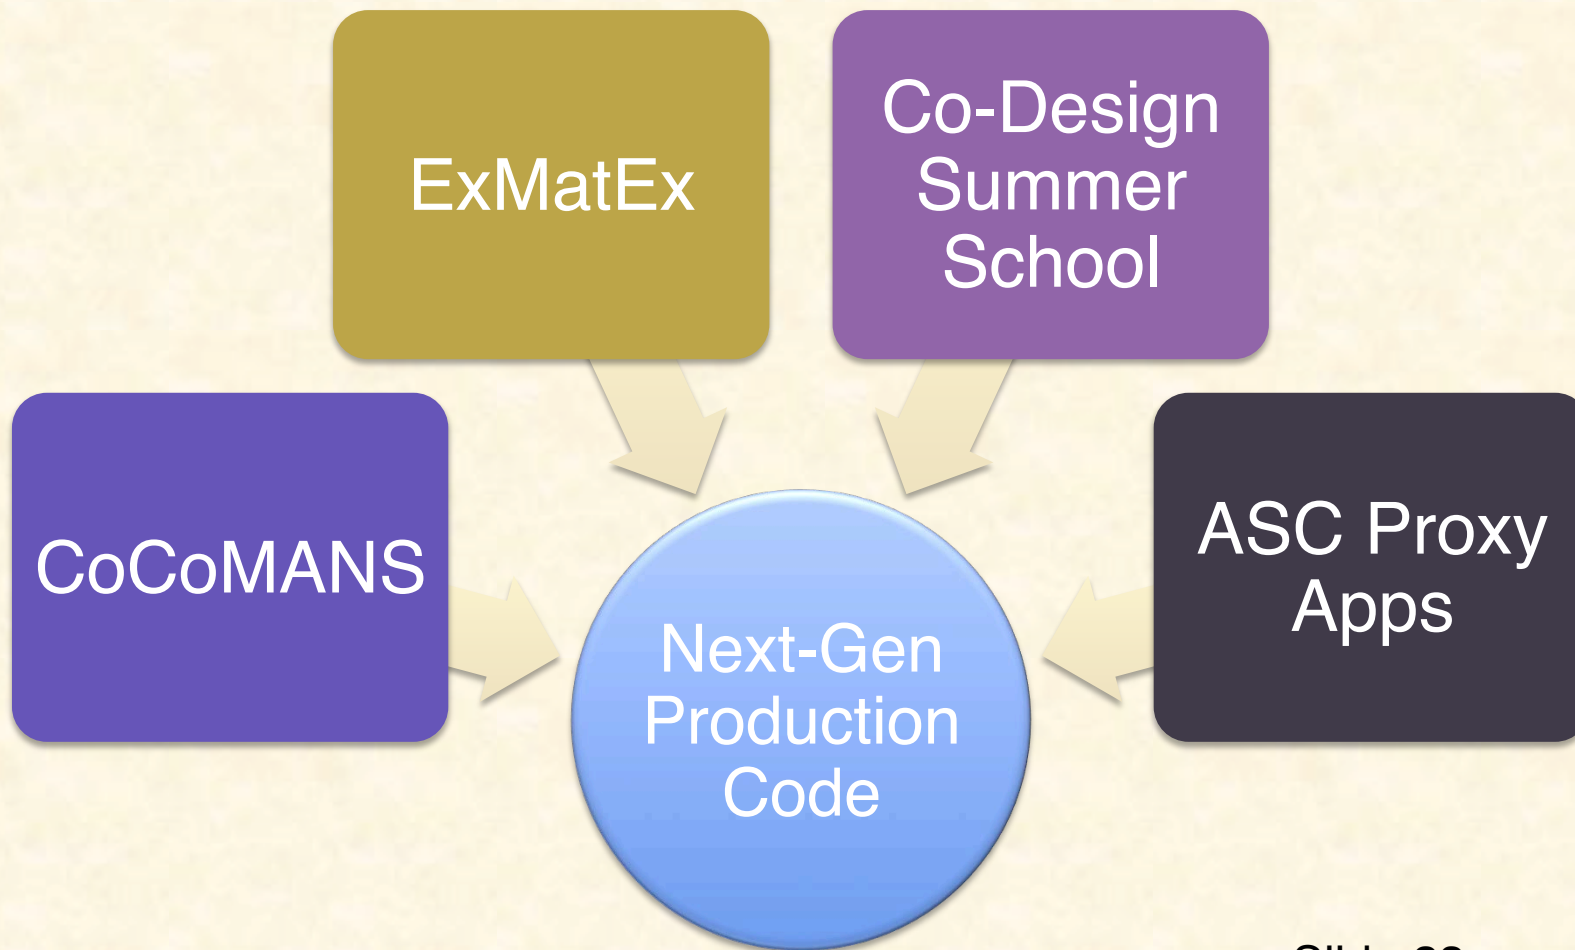 ExMatEx
Co-Design
Summer
School
CoCoMANS
ASC Proxy
Apps
Next-Gen
Production
Code